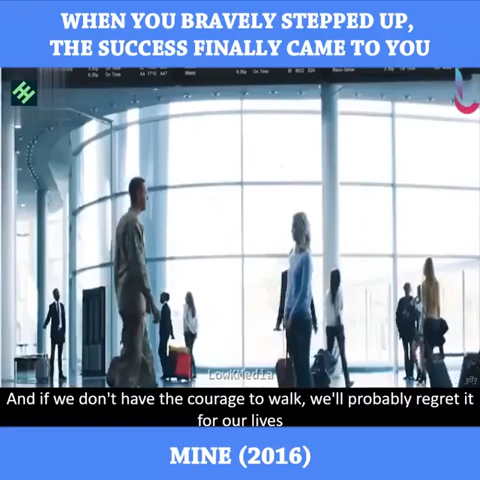 WHEN YOU BRAVELY STEPPED UP,
THE SUCCESS FINALLY CAME TO YOU
LowKMedia
And if we don't have the courage to walk, we'll probably regret it
for our lives
MINE (2016)